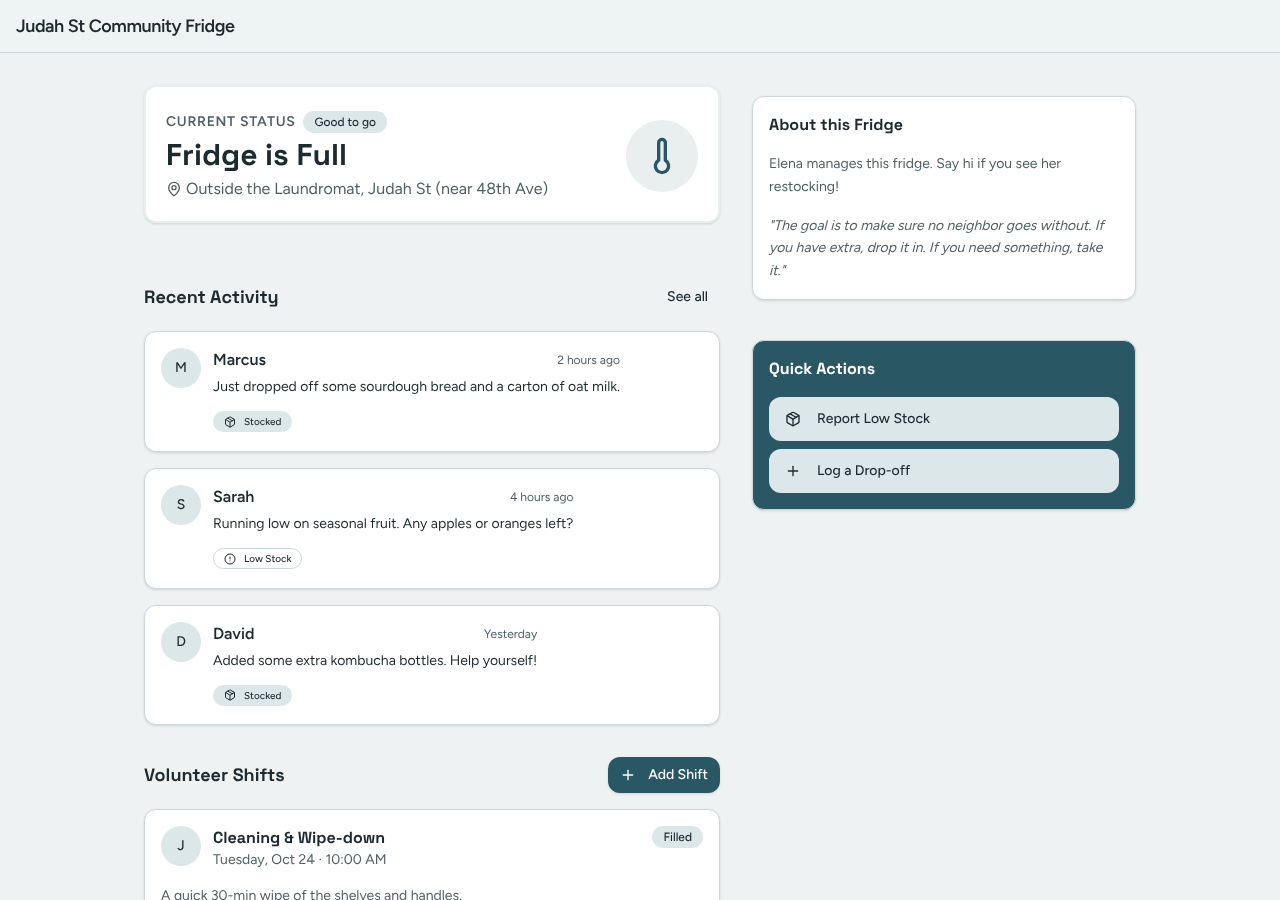 Judah St Community Fridge
CURRENT STATUS
Good to go
Fridge is Full
Outside the Laundromat, Judah St (near 48th Ave)
Recent Activity
See all
M
Marcus
2 hours ago
Just dropped off some sourdough bread and a carton of oat milk.
Stocked
S
Sarah
4 hours ago
Running low on seasonal fruit. Any apples or oranges left?
Low Stock
D
David
Yesterday
Added some extra kombucha bottles. Help yourself!
Stocked
Volunteer Shifts
Add Shift
J
Cleaning & Wipe-down
Filled
Tuesday, Oct 24 · 10:00 AM
A quick 30-min wipe of the shelves and handles.
About this Fridge
Elena manages this fridge. Say hi if you see her
restocking!
"The goal is to make sure no neighbor goes without. If
you have extra, drop it in. If you need something, take
it."
Quick Actions
Report Low Stock
Log a Drop-off